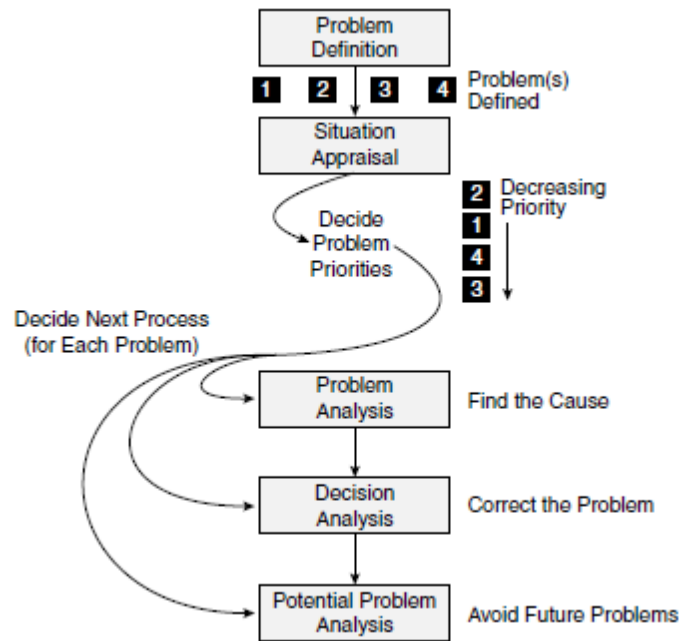 Problem
Definition
1 2 3 4
Problem(s)
Defined
Situation
Appraisal
2
1
4
3
Decreasing
Priority
Decide
Problem
Priorities
Decide Next Process
(for Each Problem)
Problem
Analysis
Find the Cause
Decision
Analysis
Correct the Problem
Potential Problem
Analysis
Avoid Future Problems